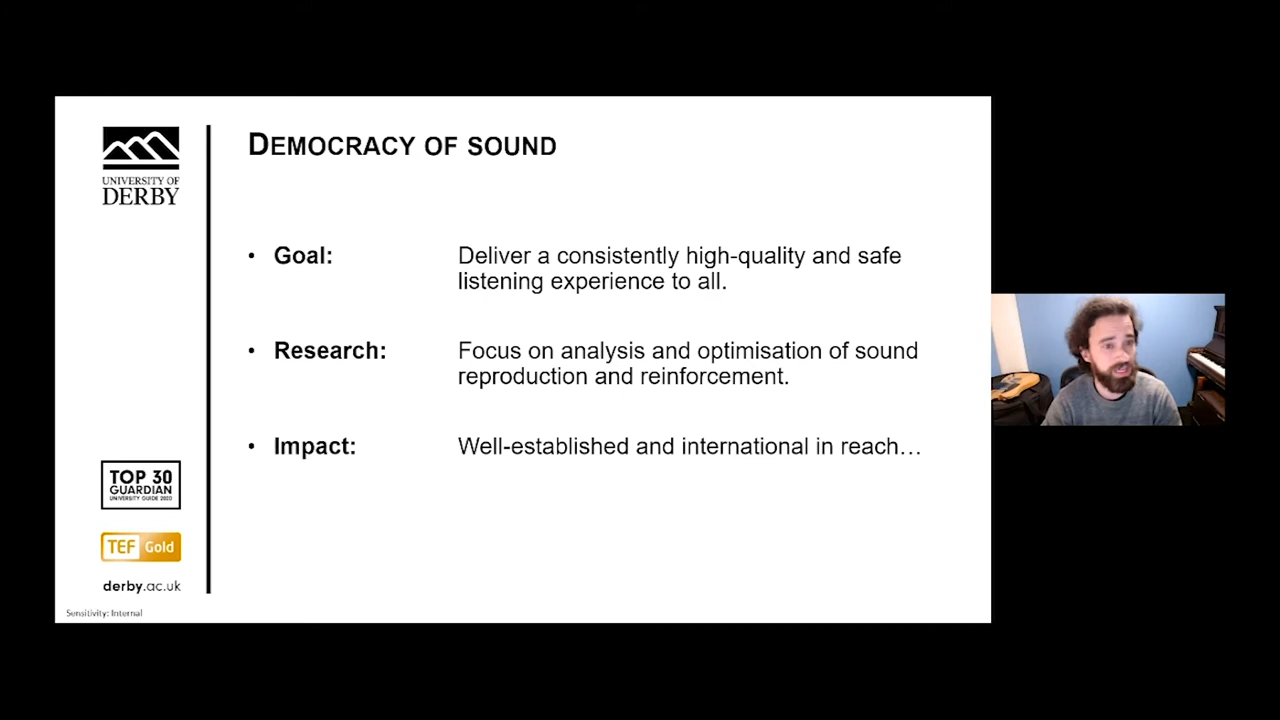 UNIVERSITY OF
DERBY
DEMOCRACY OF SOUND
• Goal: Deliver a consistently high-quality and safe
listening experience to all.
• Research: Focus on analysis and optimisation of sound
reproduction and reinforcement.
• Impact: Well-established and international in reach…
TOP 30
GUARDIAN
UNIVERSITY GUIDE 2020
TEF Gold
derby.ac.uk
Sensitivity: Internal